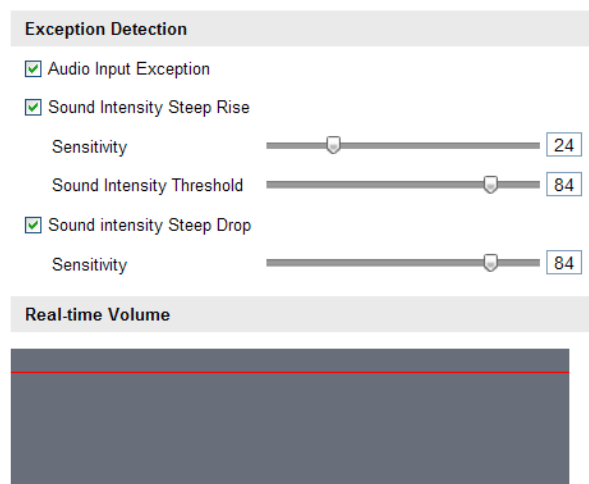 Exception Detection
Audio Input Exception
Sound Intensity Steep Rise
Sensitivity 24
Sound Intensity Threshold 84
Sound intensity Steep Drop
Sensitivity 84
Real-time Volume